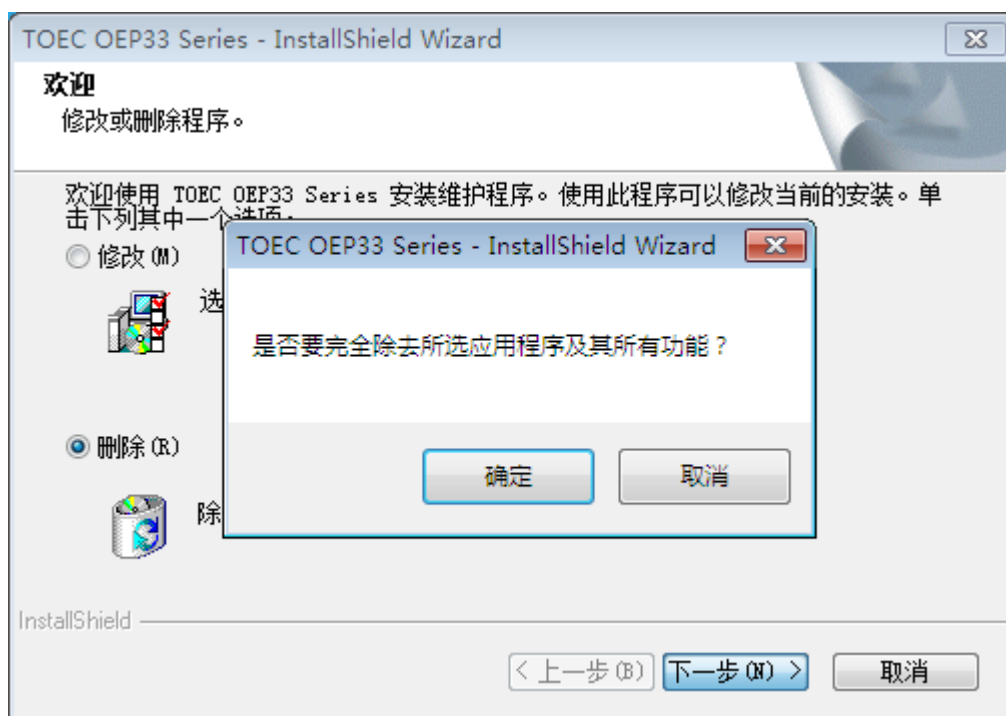 TOEC OEP33 Series - InstallShield Wizard
欢迎
修改或删除程序。
欢迎使用 TOEC OEP33 Series 安装维护程序。使用此程序可以修改当前的安装。单
击下列其中一个选项:
修改(M)
选
TOEC OEP33 Series - InstallShield Wizard
是否要完全除去所选应用程序及其所有功能？
确定
取消
删除(R)
除
InstallShield
< 上一步(B)
下一步(N) >
取消